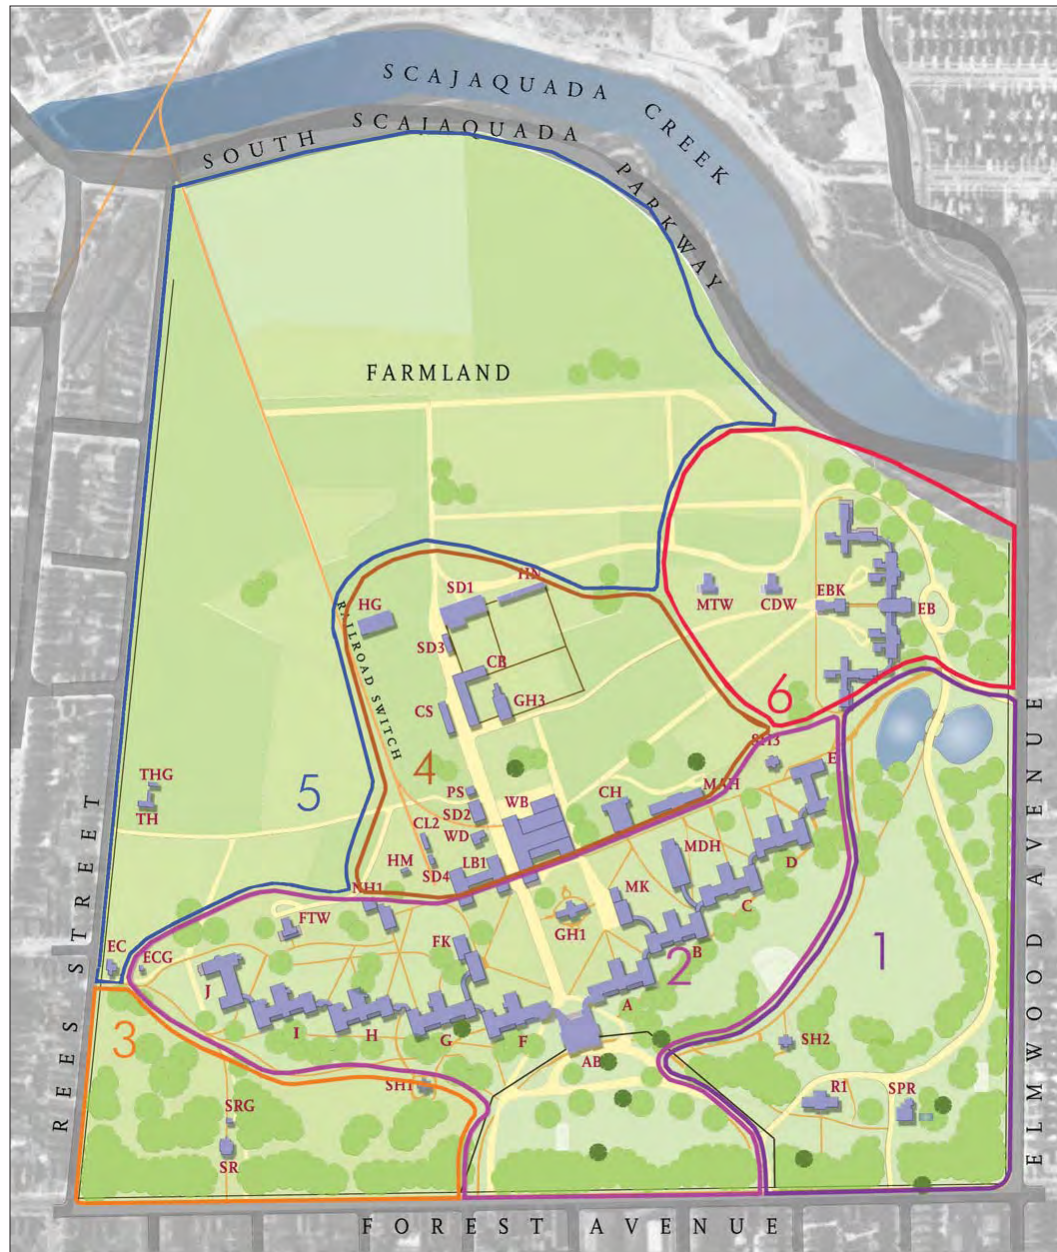 SCAJAQUADA CREEK
SOUTH SCAJAQUADA PARKWAY
FARMLAND
HN
SD1
HG
MTW
CDW
EBK
EB
RAILROAD SWITCH
SD3
CB
GH3
CS
6
SH3
4
5
THG
TH
PS
SD2
WB
CH
MAH
E
CL2
WD
MDH
D
HM
SD4
LB1
NH1
MK
C
FTW
GH1
FK
B
1
2
EC
ECG
J
A
I
H
G
F
AB
3
SH2
SH1
R1
SPR
SRG
SR
REES STREET
ELMWOOD AVENUE
FOREST AVENUE